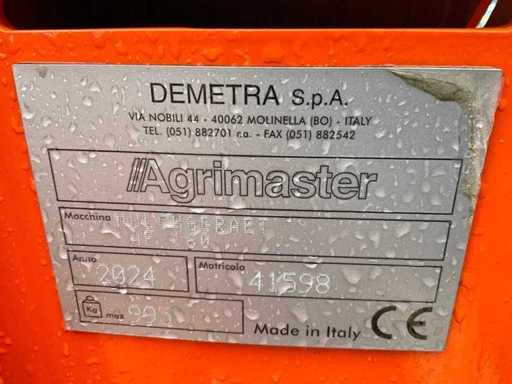 DEMETRA S.p.A.
VIA NOBILI 44 - 40062 MOLINELLA (BO) - ITALY
TEL. (051) 882701 r.a. - FAX (051) 882542
Agrimaster
Macchina
Anno 2024 Matricola 41598
Kg max
Made in Italy CE